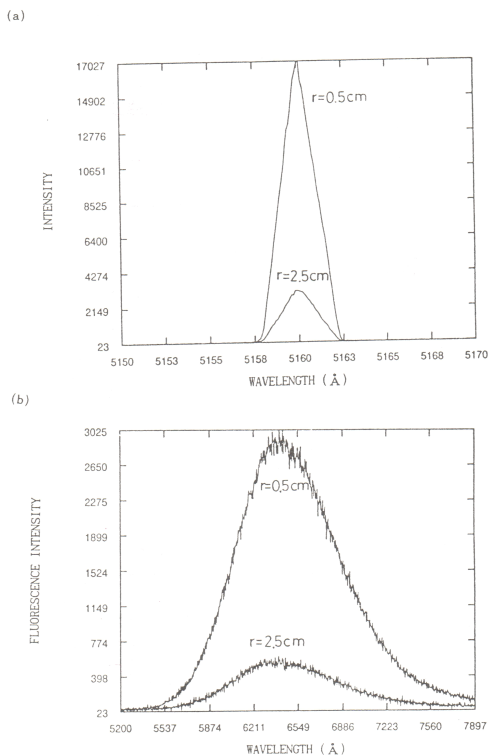 (a)
17027
14902
12776
10651
8525
6400
4274
2149
23
INTENSITY
r=0.5cm
r=2.5cm
5150 5153 5155 5158 5160 5163 5165 5168 5170
WAVELENGTH (Å)
(b)
3025
2650
2275
1899
1524
1149
774
398
23
FLUORESCENCE INTENSITY
r=0.5cm
r=2.5cm
5200 5537 5874 6211 6549 6886 7223 7560 7897
WAVELENGTH (Å)